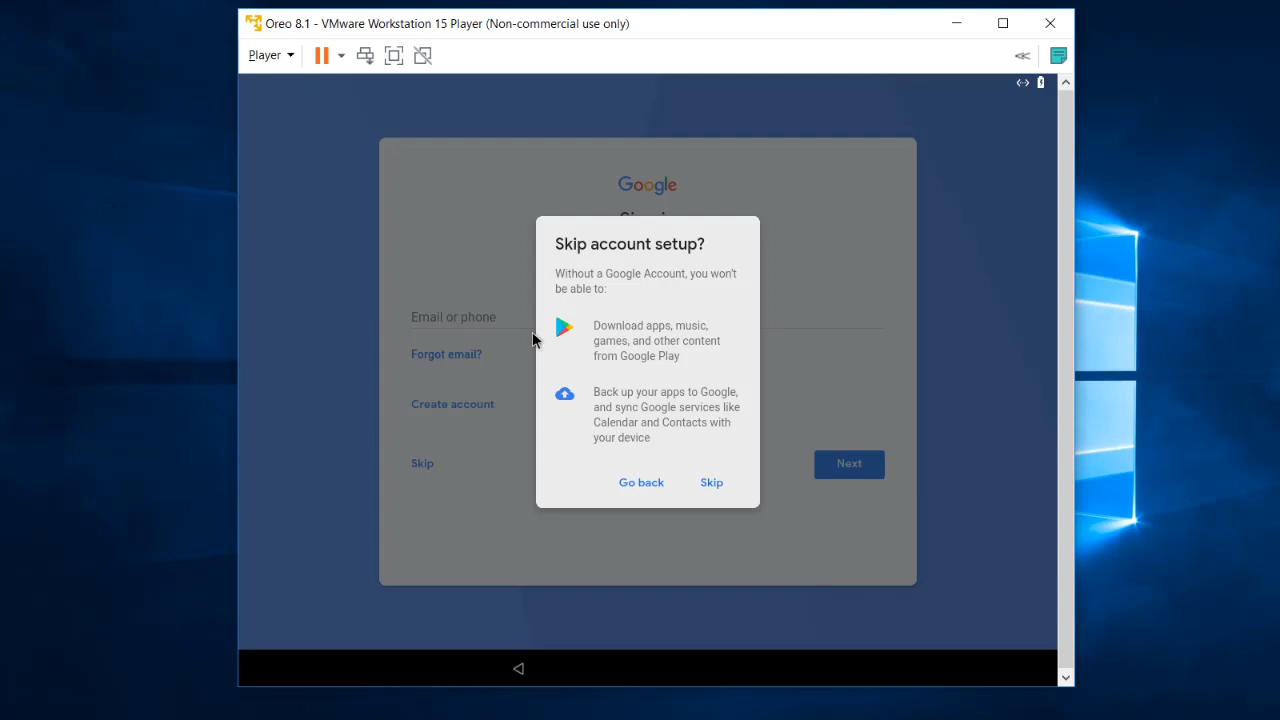 Oreo 8.1 - VMware Workstation 15 Player (Non-commercial use only)
Player
Google
Skip account setup?
Without a Google Account, you won't
be able to:
Download apps, music,
games, and other content
from Google Play
Back up your apps to Google,
and sync Google services like
Calendar and Contacts with
your device
Go back Skip
Email or phone
Forgot email?
Create account
Skip
Next